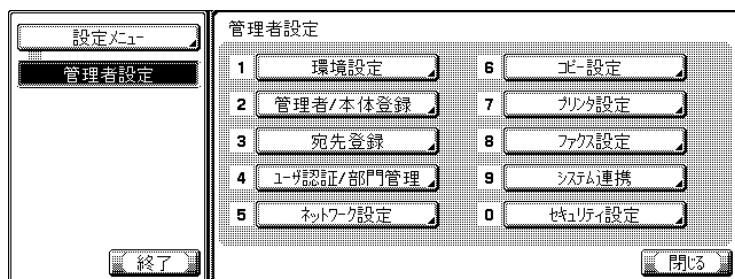 設定メニュー
管理者設定
終了
管理者設定
1 環境設定
2 管理者/本体登録
3 宛先登録
4 ユーザ認証/部門管理
5 ネットワーク設定
6 コピー設定
7 プリンタ設定
8 ファクス設定
9 システム連携
0 セキュリティ設定
閉じる